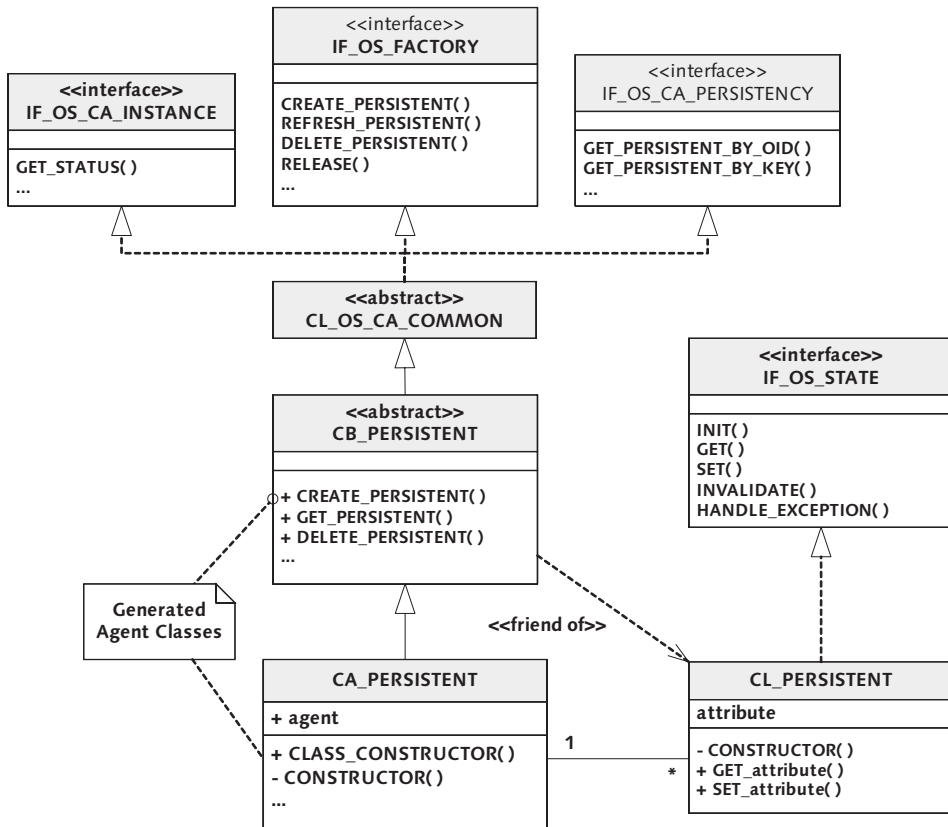 <<interface>>
IF_OS_FACTORY
CREATE_PERSISTENT( )
REFRESH_PERSISTENT( )
DELETE_PERSISTENT( )
RELEASE( )
...
<<interface>>
IF_OS_CA_INSTANCE
GET_STATUS( )
...
<<interface>>
IF_OS_CA_PERSISTENCY
GET_PERSISTENT_BY_OID( )
GET_PERSISTENT_BY_KEY( )
...
<<abstract>>
CL_OS_CA_COMMON
<<interface>>
IF_OS_STATE
INIT( )
GET( )
SET( )
INVALIDATE( )
HANDLE_EXCEPTION( )
<<abstract>>
CB_PERSISTENT
+ CREATE_PERSISTENT( )
+ GET_PERSISTENT( )
+ DELETE_PERSISTENT( )
...
Generated
Agent Classes
<<friend of>>
CA_PERSISTENT
+ agent
+ CLASS_CONSTRUCTOR( )
- CONSTRUCTOR( )
...
1
*
CL_PERSISTENT
attribute
- CONSTRUCTOR( )
+ GET_attribute( )
+ SET_attribute( )